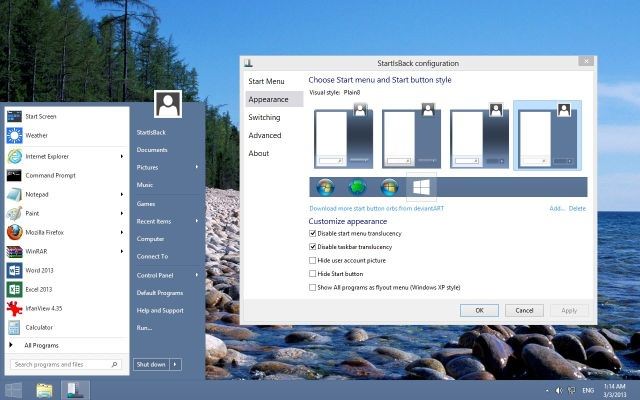 StartIsBack configuration
Start Menu
Appearance
Switching
Advanced
About
Choose Start menu and Start button style
Visual style: Plain8
Download more start button orbs from deviantART
Add...
Delete
Customize appearance
Disable start menu translucency
Disable taskbar translucency
Hide user account picture
Hide Start button
Show All programs as flyout menu (Windows XP style)
OK
Cancel
Apply
Start Screen
Weather
Internet Explorer
Command Prompt
Notepad
Paint
Mozilla Firefox
WinRAR
Word 2013
Excel 2013
IrfanView 4.35
Calculator
All Programs
Search programs and files
StartIsBack
Documents
Pictures
Music
Games
Recent Items
Computer
Connect To
Control Panel
Default Programs
Help and Support
Run...
Shut down
ENG
1:14 AM
3/3/2013